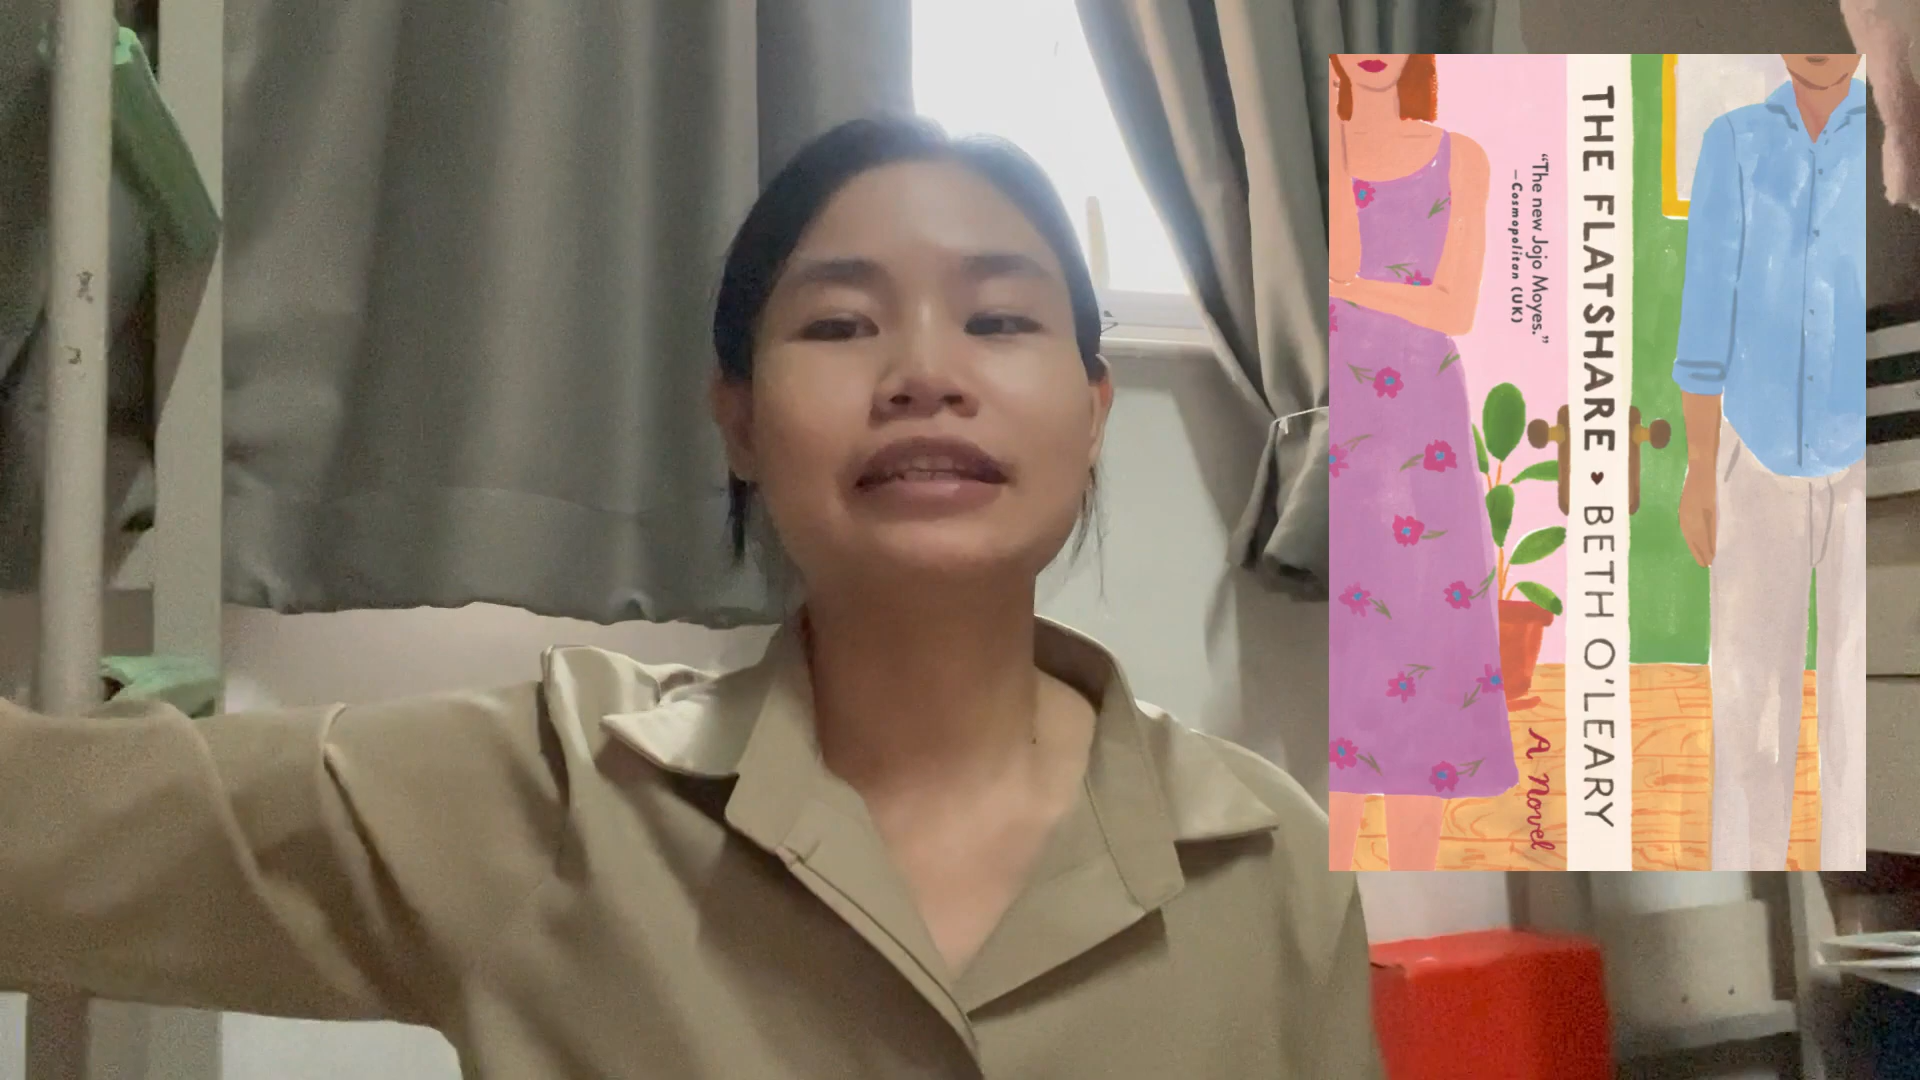 THE FLATSHARE ♥ BETH O'LEARY
“The new Jojo Moyes.”
—Cosmopolitan (UK)
A Novel